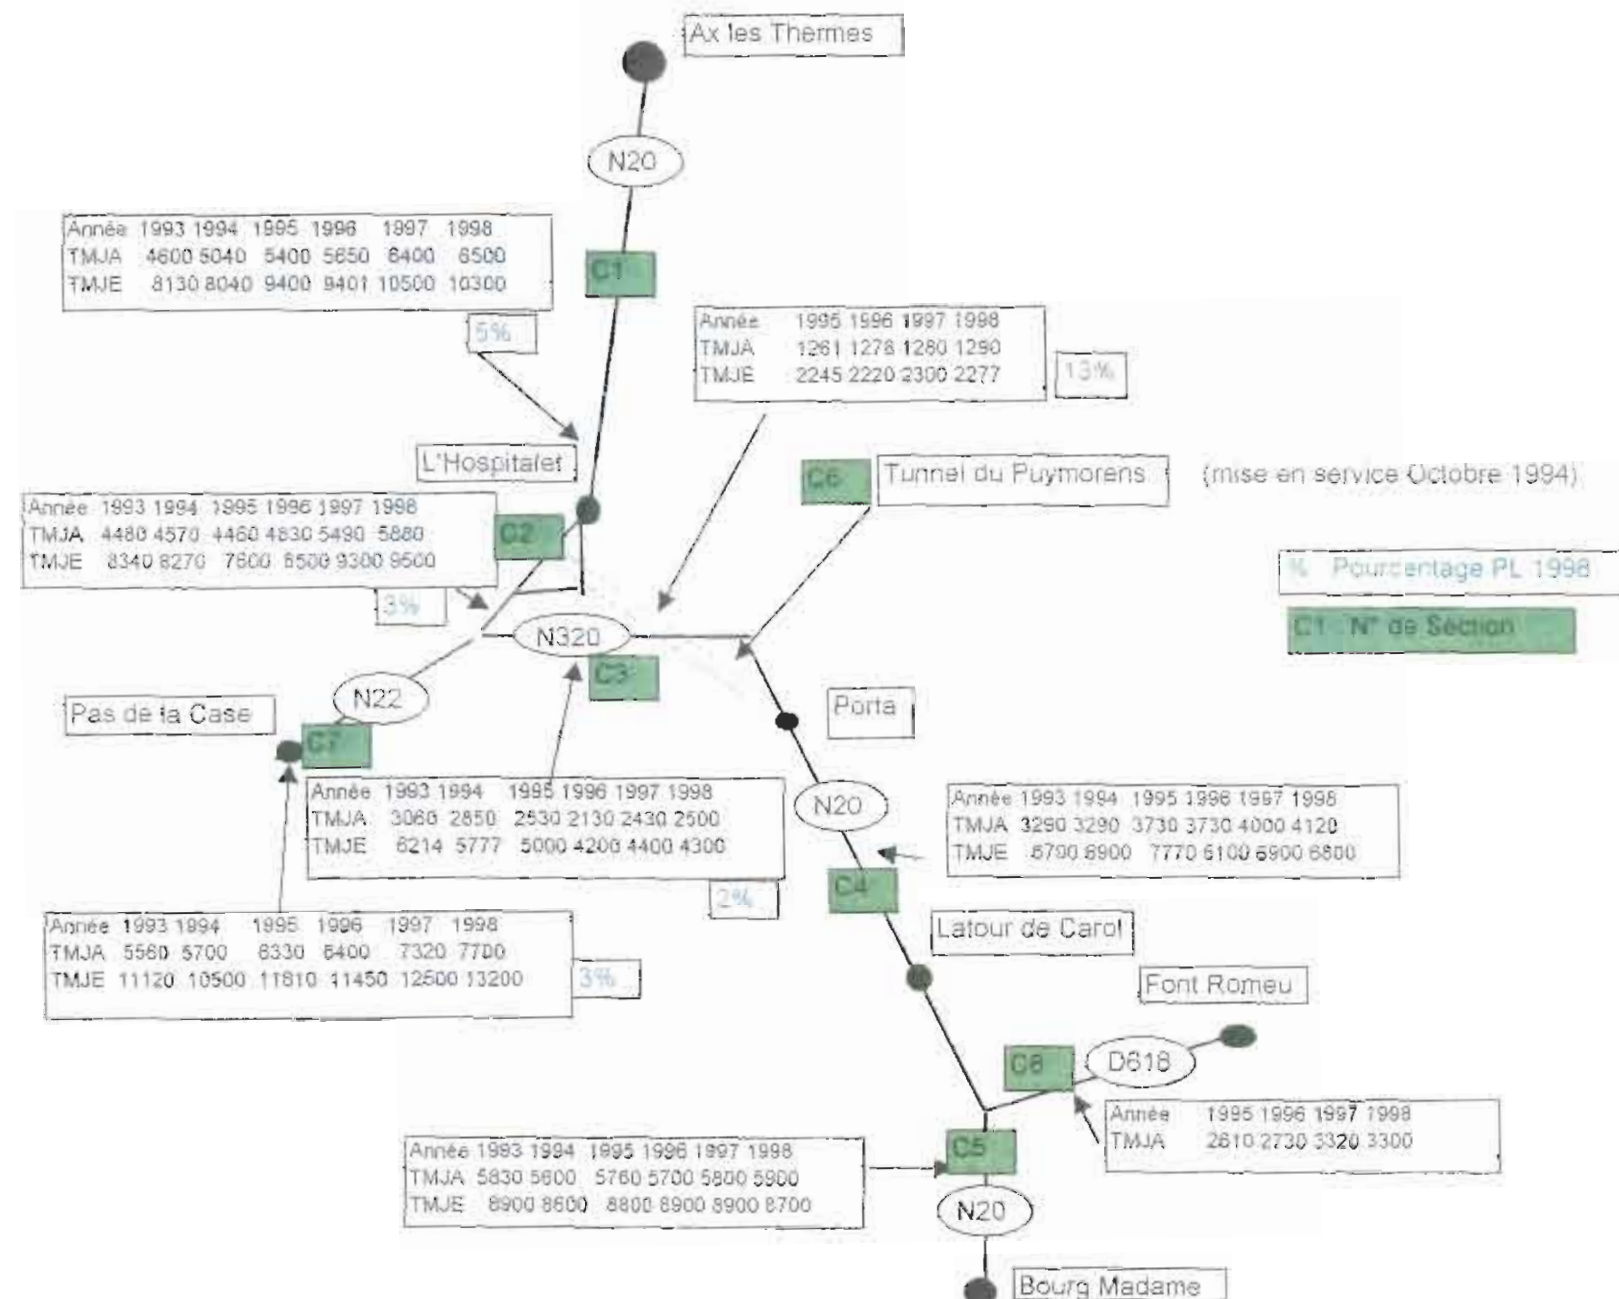 Ax les Thermes
N20
Année 1993 1994 1995 1996 1997 1998
TMJA 4600 5040 5400 5650 6400 6500
TMJE 8130 8040 9400 9401 10500 10300
C1
5%
Année 1995 1996 1997 1998
TMJA 1261 1278 1280 1290
TMJE 2245 2220 2300 2277
13%
L'Hospitalet
C6
Tunnel du Puymorens
(mise en service Octobre 1994)
Année 1993 1994 1995 1996 1997 1998
TMJA 4480 4570 4460 4830 5490 5880
TMJE 8340 8270 7600 8500 9300 9500
C2
% Pourcentage PL 1998
3%
C1 : N° de Séction
N320
C3
N22
Pas de la Case
Porta
C7
Année 1993 1994 1995 1996 1997 1998
TMJA 3060 2850 2530 2130 2430 2500
TMJE 6214 5777 5000 4200 4400 4300
N20
Année 1993 1994 1995 1996 1997 1998
TMJA 3290 3290 3730 3730 4000 4120
TMJE 6700 6900 7770 6100 6900 6800
2%
C4
Année 1993 1994 1995 1996 1997 1998
TMJA 5560 5700 6330 6400 7320 7700
TMJE 11120 10500 11810 11450 12500 13200
3%
Latour de Carol
Font Romeu
C8
D618
Année 1995 1996 1997 1998
TMJA 2610 2730 3320 3300
Année 1993 1994 1995 1996 1997 1998
TMJA 5830 5600 5760 5700 5800 5900
TMJE 8900 8600 8800 8900 8900 8700
C5
N20
Bourg Madame